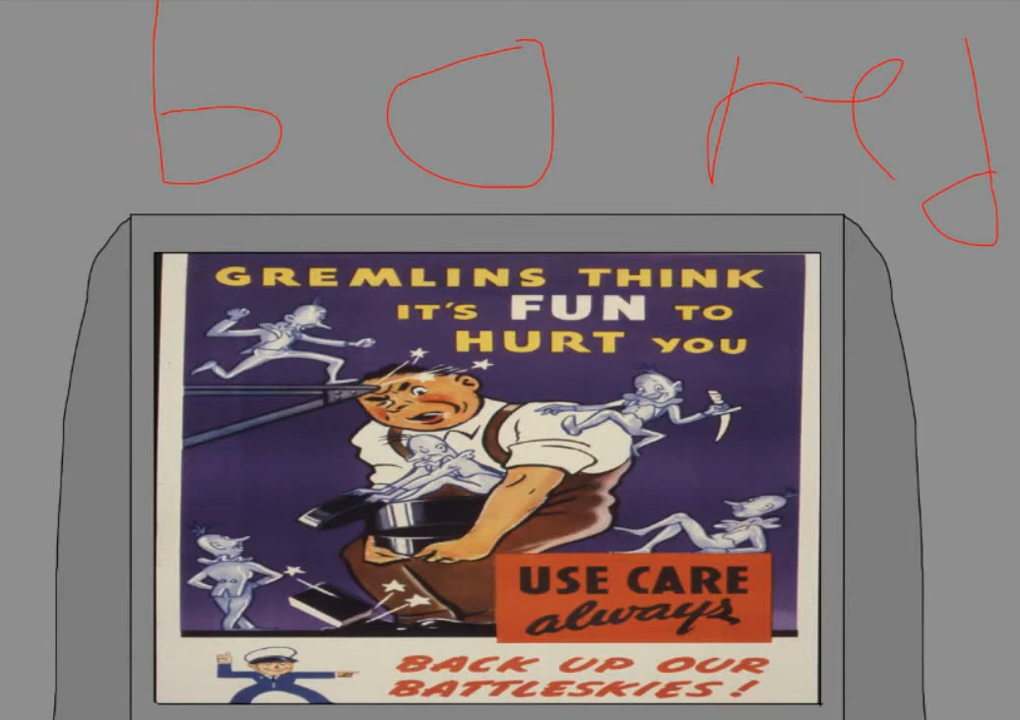 bored
GREMLINS THINK
IT'S FUN TO
HURT YOU
USE CARE
always
BACK UP OUR
BATTLESKIES!